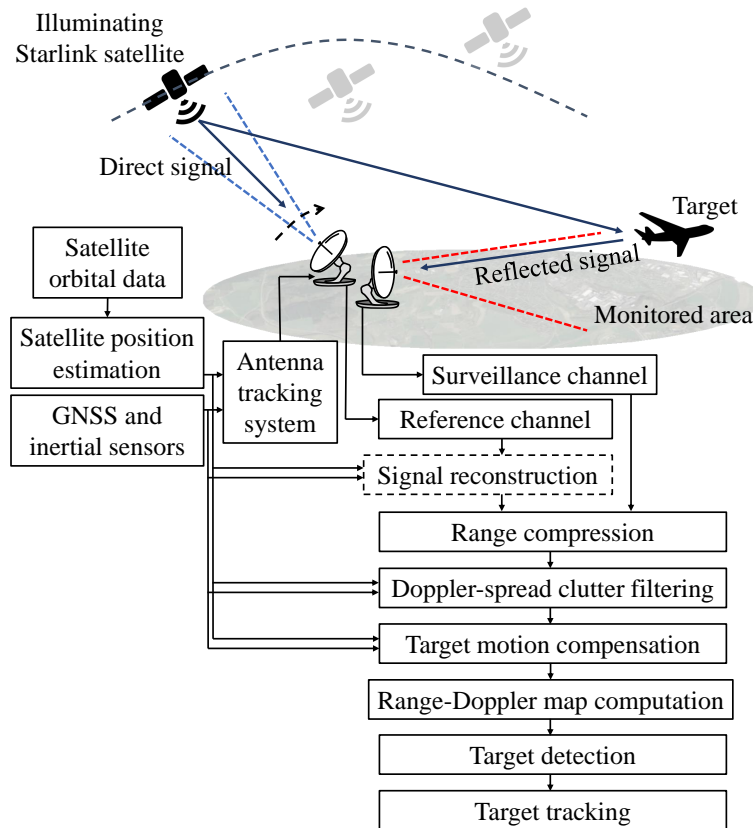 Illuminating
Starlink satellite
Direct signal
Target
Reflected signal
Monitored area
Satellite
orbital data
Satellite position
estimation
GNSS and
inertial sensors
Antenna
tracking
system
Surveillance channel
Reference channel
Signal reconstruction
Range compression
Doppler-spread clutter filtering
Target motion compensation
Range-Doppler map computation
Target detection
Target tracking